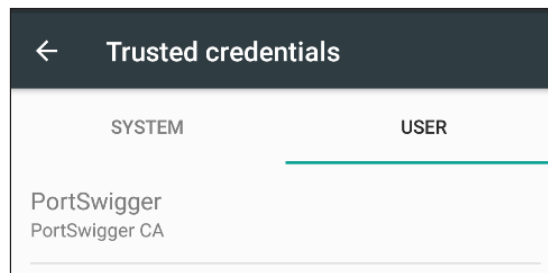 Trusted credentials
SYSTEM USER
PortSwigger
PortSwigger CA